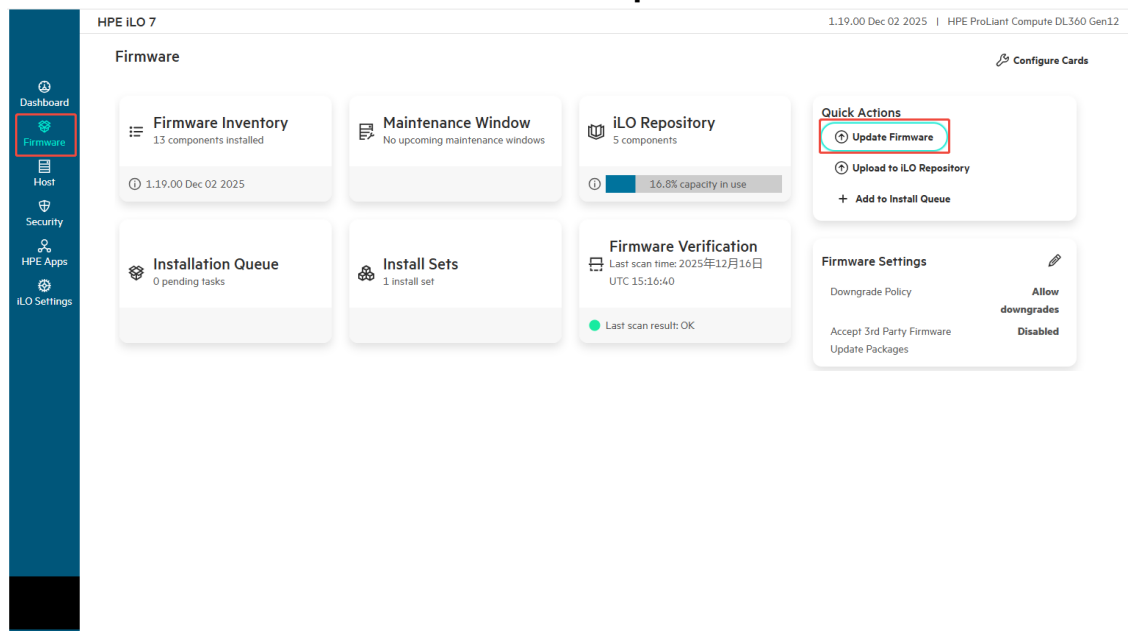 HPE iLO 7
1.19.00 Dec 02 2025 | HPE ProLiant Compute DL360 Gen12
Dashboard
Firmware
Host
Security
HPE Apps
iLO Settings
Firmware
Configure Cards
Firmware Inventory
13 components installed
1.19.00 Dec 02 2025
Maintenance Window
No upcoming maintenance windows
iLO Repository
5 components
16.8% capacity in use
Quick Actions
Update Firmware
Upload to iLO Repository
Add to Install Queue
Installation Queue
0 pending tasks
Install Sets
1 install set
Firmware Verification
Last scan time: 2025年12月16日
UTC 15:16:40
Last scan result: OK
Firmware Settings
Downgrade Policy
Allow
downgrades
Accept 3rd Party Firmware
Update Packages
Disabled